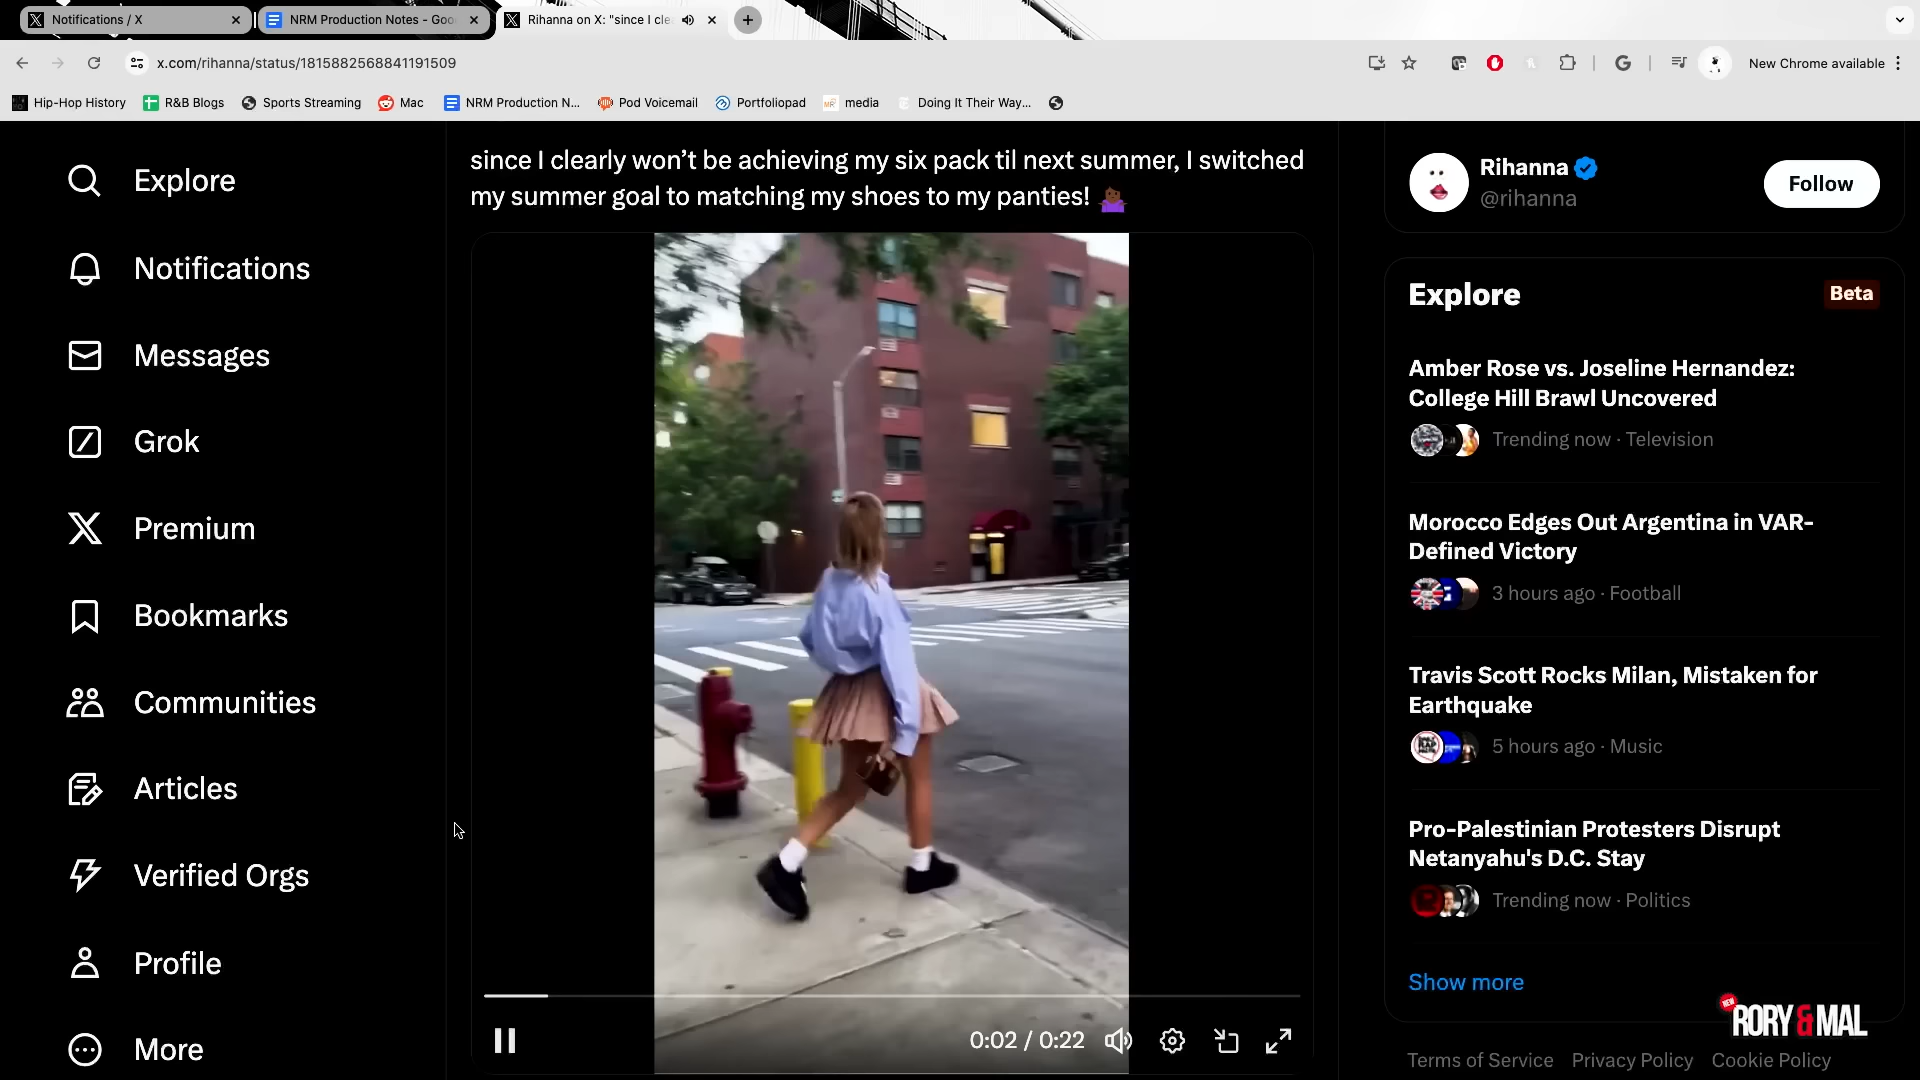 Notifications / X
NRM Production Notes - Goo
Rihanna on X: "since I cle
x.com/rihanna/status/1815882568841191509
New Chrome available
Hip-Hop History
R&B Blogs
Sports Streaming
Mac
NRM Production N...
Pod Voicemail
Portfoliopad
media
Doing It Their Way...
Explore
Notifications
Messages
Grok
Premium
Bookmarks
Communities
Articles
Verified Orgs
Profile
More
since I clearly won’t be achieving my six pack til next summer, I switched
my summer goal to matching my shoes to my panties!
0:02 / 0:22
Rihanna
@rihanna
Follow
Explore
Beta
Amber Rose vs. Joseline Hernandez:
College Hill Brawl Uncovered
Trending now · Television
Morocco Edges Out Argentina in VAR-
Defined Victory
3 hours ago · Football
Travis Scott Rocks Milan, Mistaken for
Earthquake
5 hours ago · Music
Pro-Palestinian Protesters Disrupt
Netanyahu's D.C. Stay
Trending now · Politics
Show more
NEW
RORY & MAL
Terms of Service
Privacy Policy
Cookie Policy